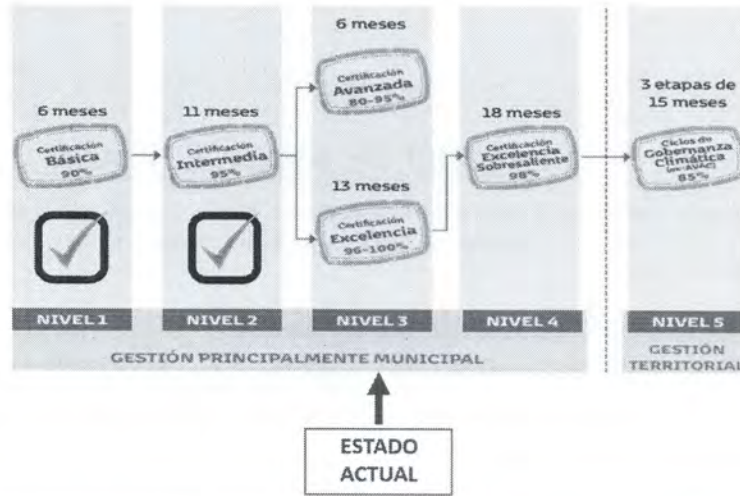 6 meses
Certificación
Básica
90%
11 meses
Certificación
Intermedia
95%
6 meses
Certificación
Avanzada
80-95%
13 meses
Certificación
Excelencia
96-100%
18 meses
Certificación
Excelencia
Sobresaliente
98%
3 etapas de
15 meses
Ciclos de
Gobernanza
Climática
(ex-AVAC)
85%
NIVEL 1
NIVEL 2
NIVEL 3
NIVEL 4
NIVEL 5
GESTIÓN PRINCIPALMENTE MUNICIPAL
GESTIÓN
TERRITORIAL
ESTADO
ACTUAL